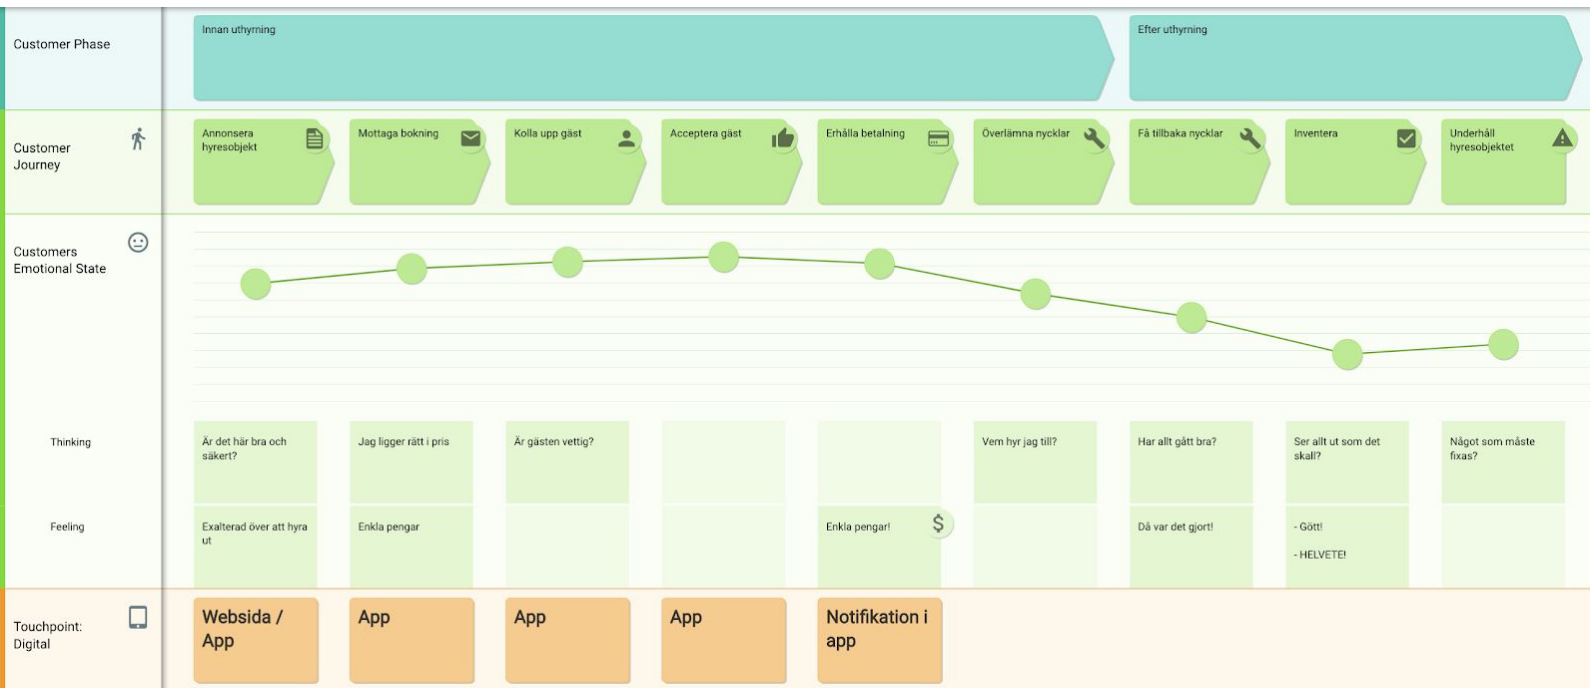 Customer Phase
Innan uthyrning
Efter uthyrning
Customer
Journey
Annonsera
hyresobjekt
Mottaga bokning
Kolla upp gäst
Acceptera gäst
Erhålla betalning
Överlämna nycklar
Få tillbaka nycklar
Inventera
Underhåll
hyresobjektet
Customers
Emotional State
Thinking
Är det här bra och
säkert?
Jag ligger rätt i pris
Är gästen vettig?
Vem hyr jag till?
Har allt gått bra?
Ser allt ut som det
skall?
Något som måste
fixas?
Feeling
Exalterad över att hyra
ut
Enkla pengar
Enkla pengar!
$
Då var det gjort!
- Gött!
- HELVETE!
Touchpoint:
Digital
Websida /
App
App
App
App
Notifikation i
app